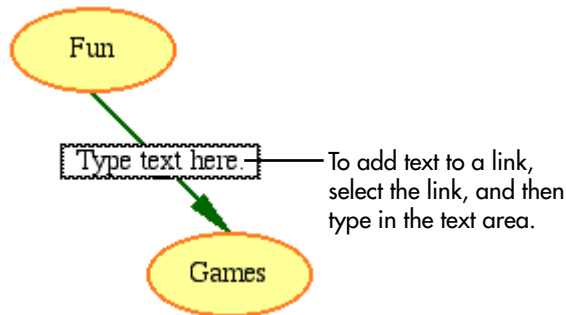 Fun
Type text here.
To add text to a link,
select the link, and then
type in the text area.
Games